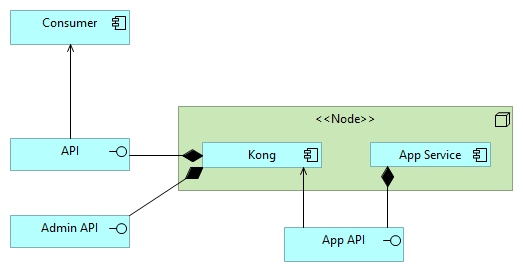 Consumer
<<Node>>
API
Kong
App Service
Admin API
App API